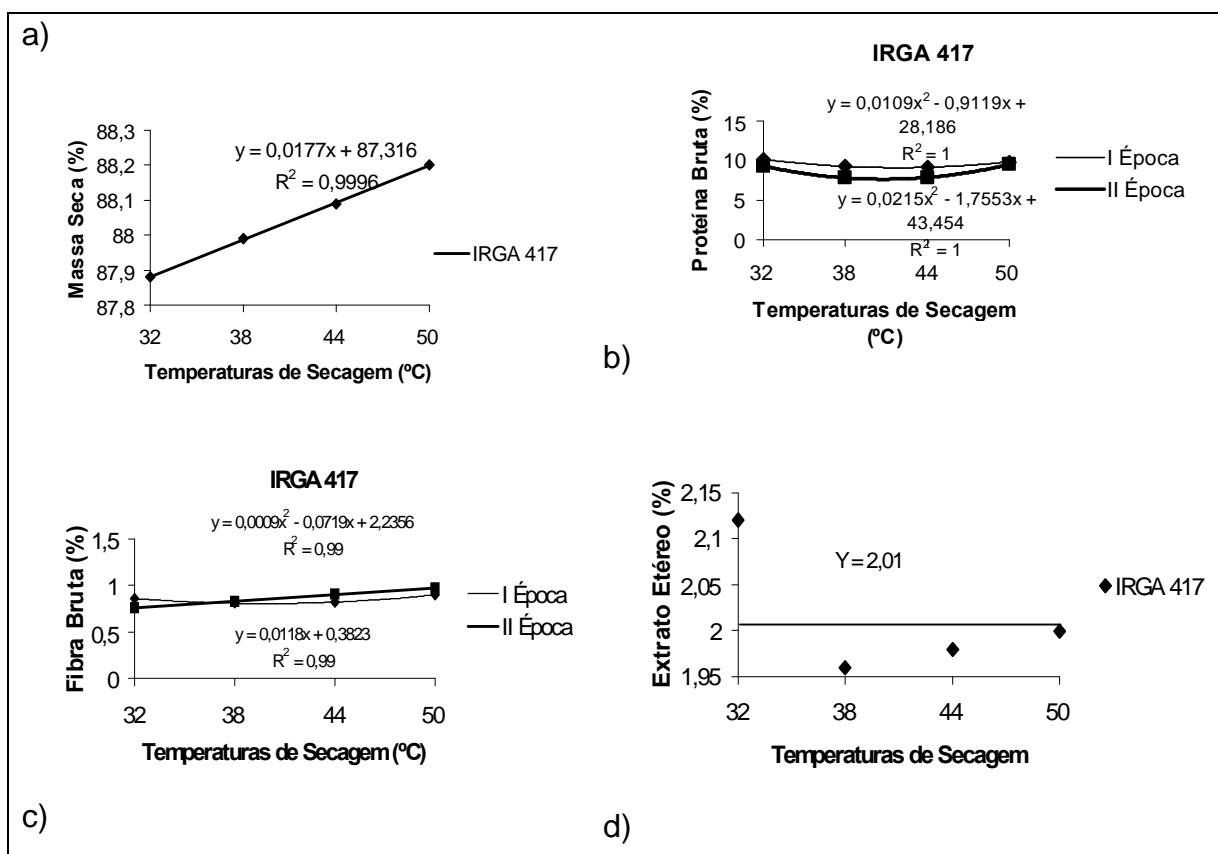 a)
88,3
88,2
88,1
88
87,9
87,8
Massa Seca (%)
y = 0,0177x + 87,316
R² = 0,9996
IRGA 417
32 38 44 50
Temperaturas de Secagem (ºC)
b)
IRGA 417
y = 0,0109x² - 0,9119x +
28,186
R² = 1
15
10
5
0
Proteína Bruta (%)
I Época
II Época
y = 0,0215x² - 1,7553x +
43,454
R² = 1
32 38 44 50
Temperaturas de Secagem
(ºC)
c)
IRGA 417
y = 0,0009x² - 0,0719x + 2,2356
R² = 0,99
1,5
1
0,5
0
Fibra Bruta (%)
I Época
II Época
y = 0,0118x + 0,3823
R² = 0,99
32 38 44 50
Temperaturas de Secagem (ºC)
d)
2,15
2,1
2,05
2
1,95
Extrato Etéreo (%)
Y = 2,01
IRGA 417
32 38 44 50
Temperaturas de Secagem